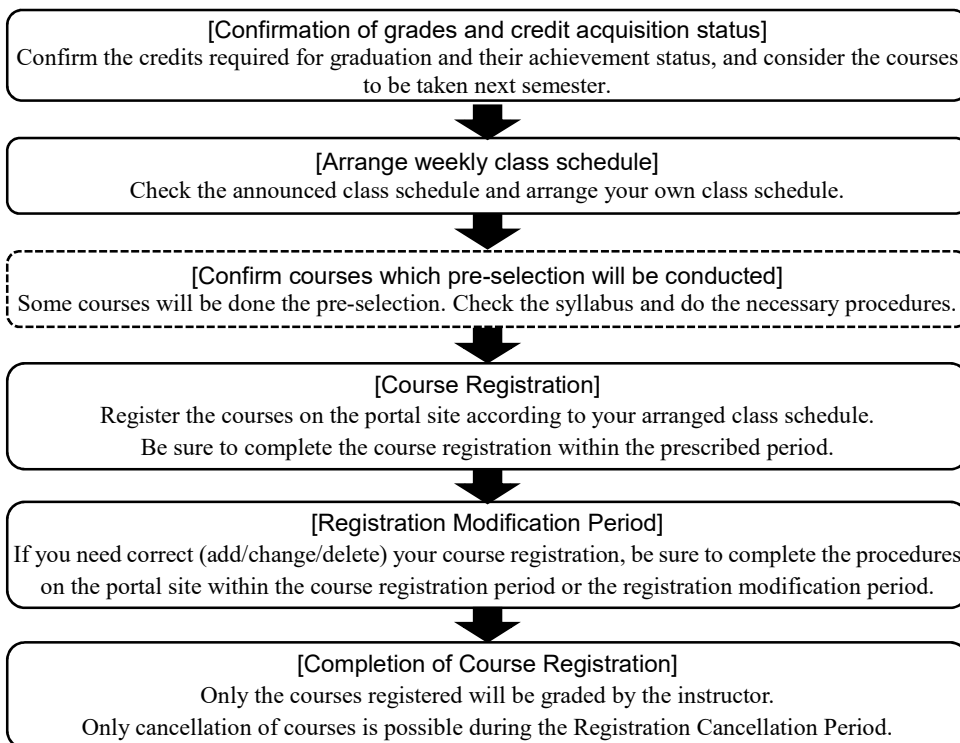 [Confirmation of grades and credit acquisition status]
Confirm the credits required for graduation and their achievement status, and consider the courses
to be taken next semester.
[Arrange weekly class schedule]
Check the announced class schedule and arrange your own class schedule.
[Confirm courses which pre-selection will be conducted]
Some courses will be done the pre-selection. Check the syllabus and do the necessary procedures.
[Course Registration]
Register the courses on the portal site according to your arranged class schedule.
Be sure to complete the course registration within the prescribed period.
[Registration Modification Period]
If you need correct (add/change/delete) your course registration, be sure to complete the procedures
on the portal site within the course registration period or the registration modification period.
[Completion of Course Registration]
Only the courses registered will be graded by the instructor.
Only cancellation of courses is possible during the Registration Cancellation Period.